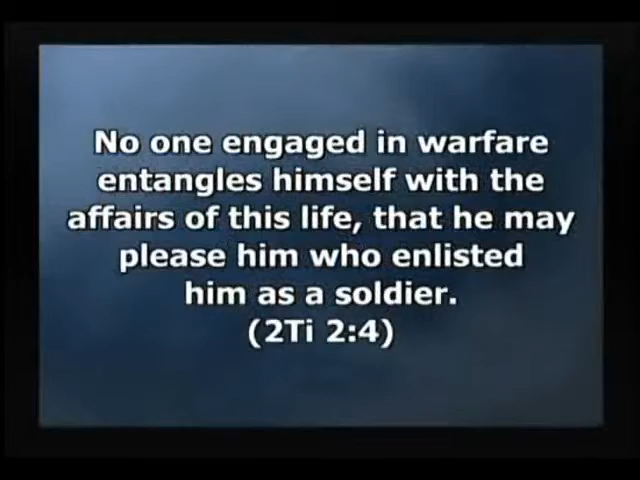 No one engaged in warfare
entangles himself with the
affairs of this life, that he may
please him who enlisted
him as a soldier.
(2Ti 2:4)